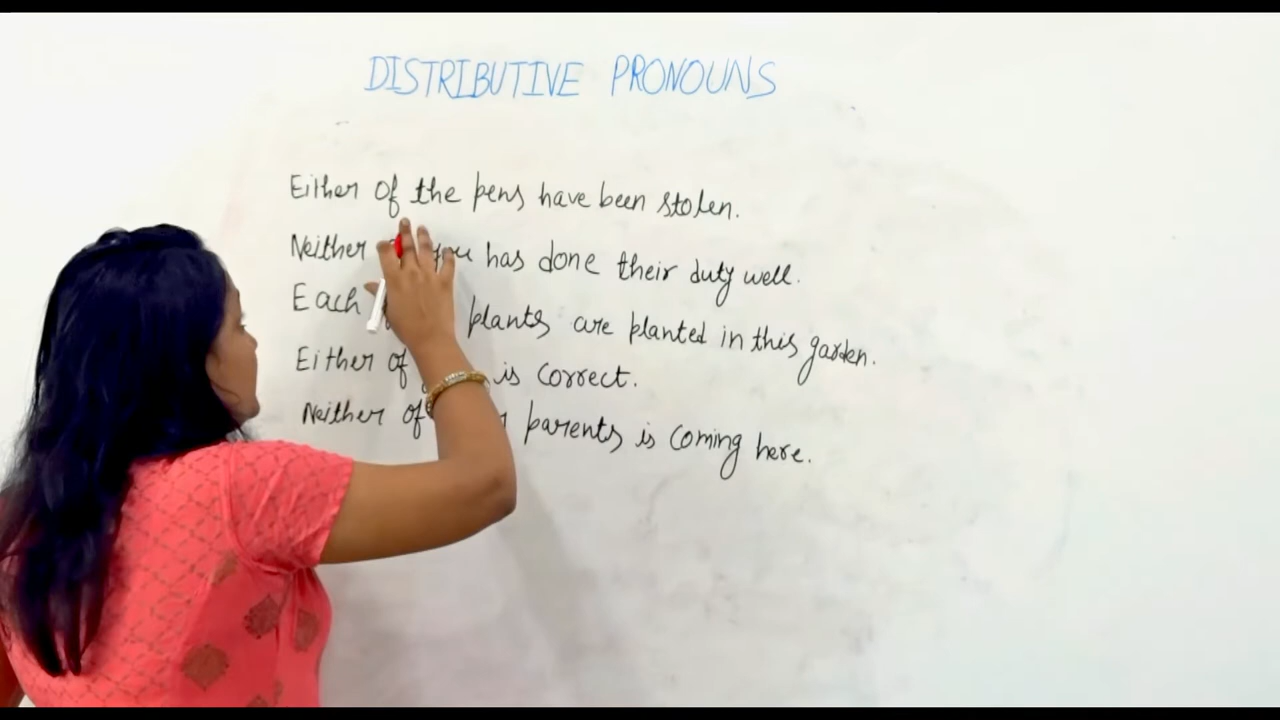 DISTRIBUTIVE PRONOUNS
Either of the pens have been stolen.
Neither you has done their duty well.
Each plants are planted in this garden.
Either of is correct.
Neither of parents is coming here.